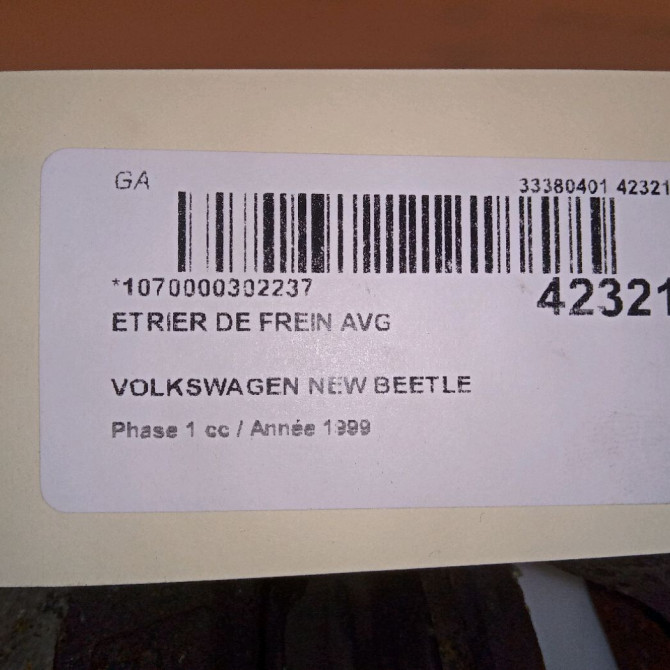 GA
33380401 42321
*1070000302237
42321
ETRIER DE FREIN AVG
VOLKSWAGEN NEW BEETLE
Phase 1 cc / Année 1999